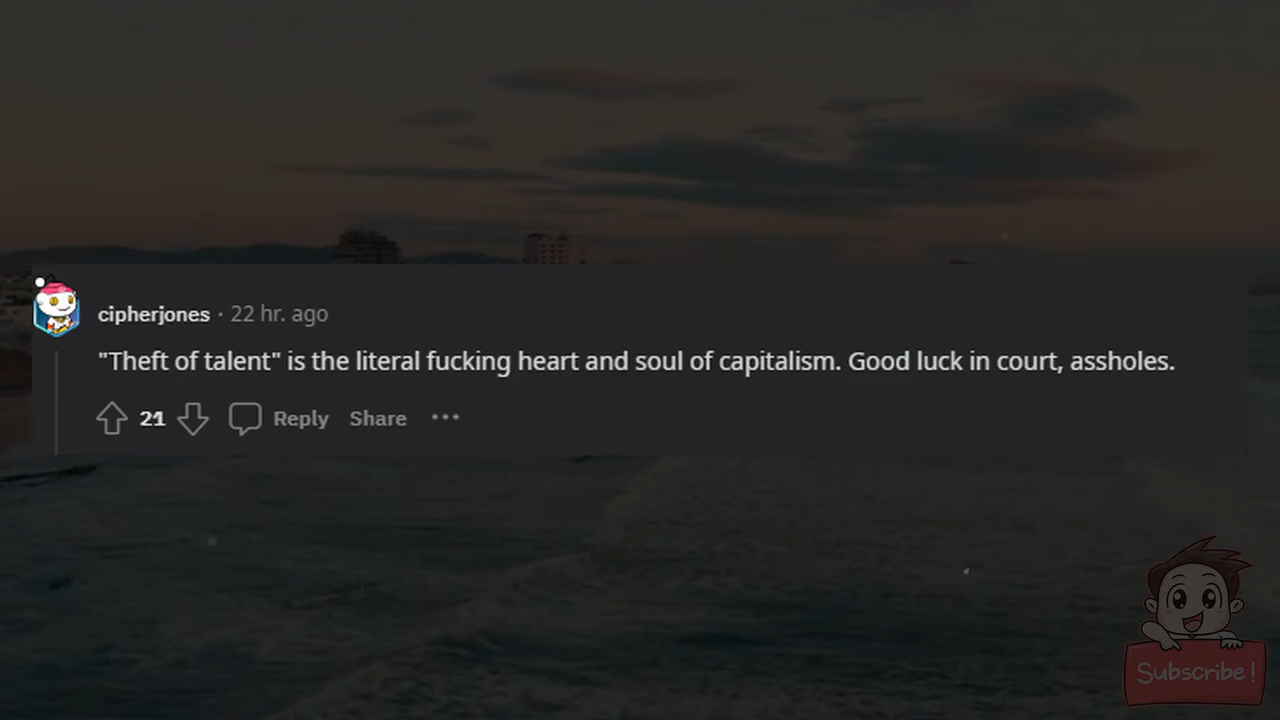 cipherjones · 22 hr. ago
"Theft of talent" is the literal fucking heart and soul of capitalism. Good luck in court, assholes.
21 Reply Share ···
Subscribe!